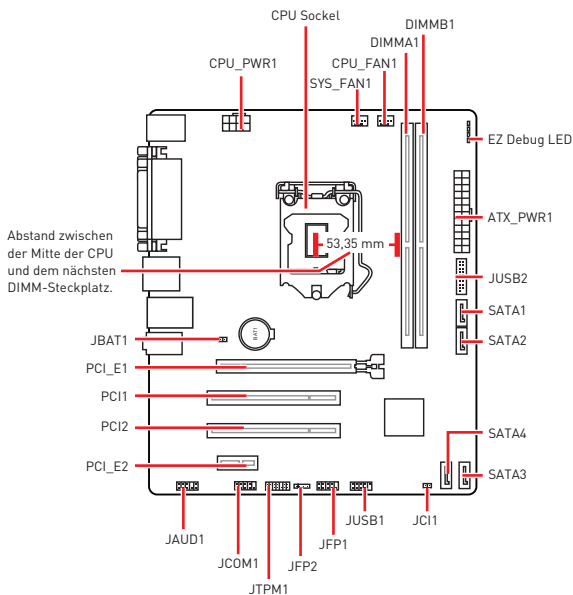 CPU Sockel
DIMMB1
DIMMA1
CPU_FAN1
CPU_PWR1
SYS_FAN1
EZ Debug LED
ATX_PWR1
Abstand zwischen
der Mitte der CPU
und dem nächsten
DIMM-Steckplatz.
53,35 mm
JUSB2
SATA1
SATA2
JBAT1
BAT1
PCI_E1
PCI1
PCI2
SATA4
PCI_E2
SATA3
JAUD1
JCOM1
JTPM1
JFP2
JFP1
JUSB1
JCI1